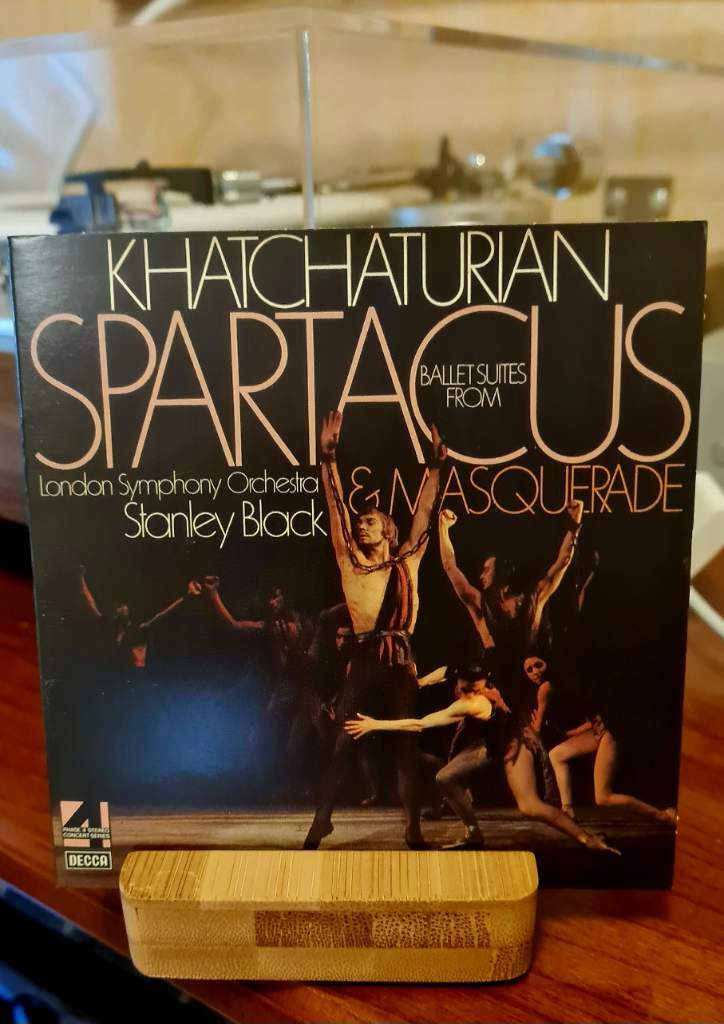 KHATCHATURIAN
SPARTACUS
BALLET SUITES
FROM
London Symphony Orchestra
& MASQUERADE
Stanley Black
4
PHASE 4 STEREO
CONCERT SERIES
DECCA